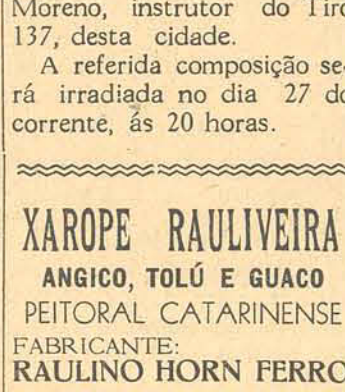 Moreno, instrutor do Tiro
137, desta cidade.
A referida composição se-
rá irradiada no dia 27 do
corrente, ás 20 horas.
XAROPE RAULIVEIRA
ANGICO, TOLÚ E GUACO
PEITORAL CATARINENSE
FABRICANTE:
RAULINO HORN FERRO